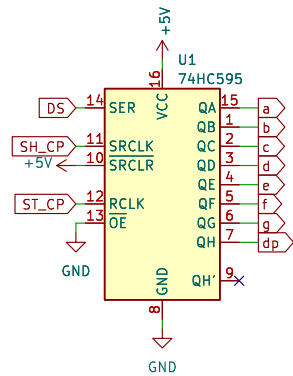 +5V
U1
74HC595
16
VCC
DS 14 SER QA 15 a
QB 1 b
SH_CP 11 SRCLK QC 2 c
+5V 10 SRCLR QD 3 d
QE 4 e
ST_CP 12 RCLK QF 5 f
13 OE QG 6 g
QH 7 dp
GND
GND QH' 9
8
GND